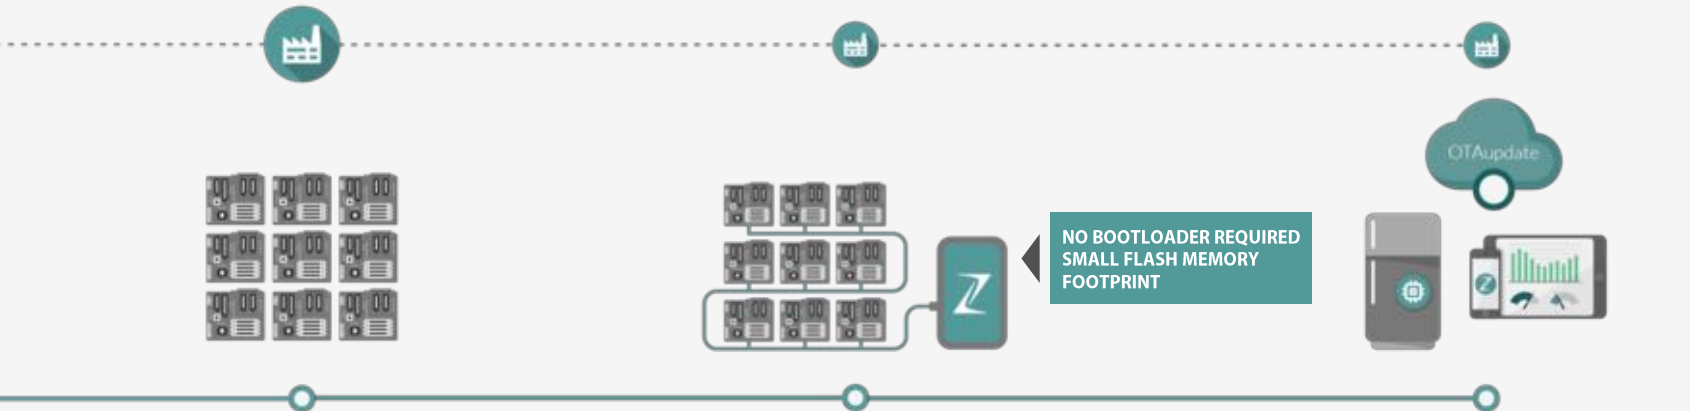 OTAupdate
NO BOOTLOADER REQUIRED
SMALL FLASH MEMORY
FOOTPRINT